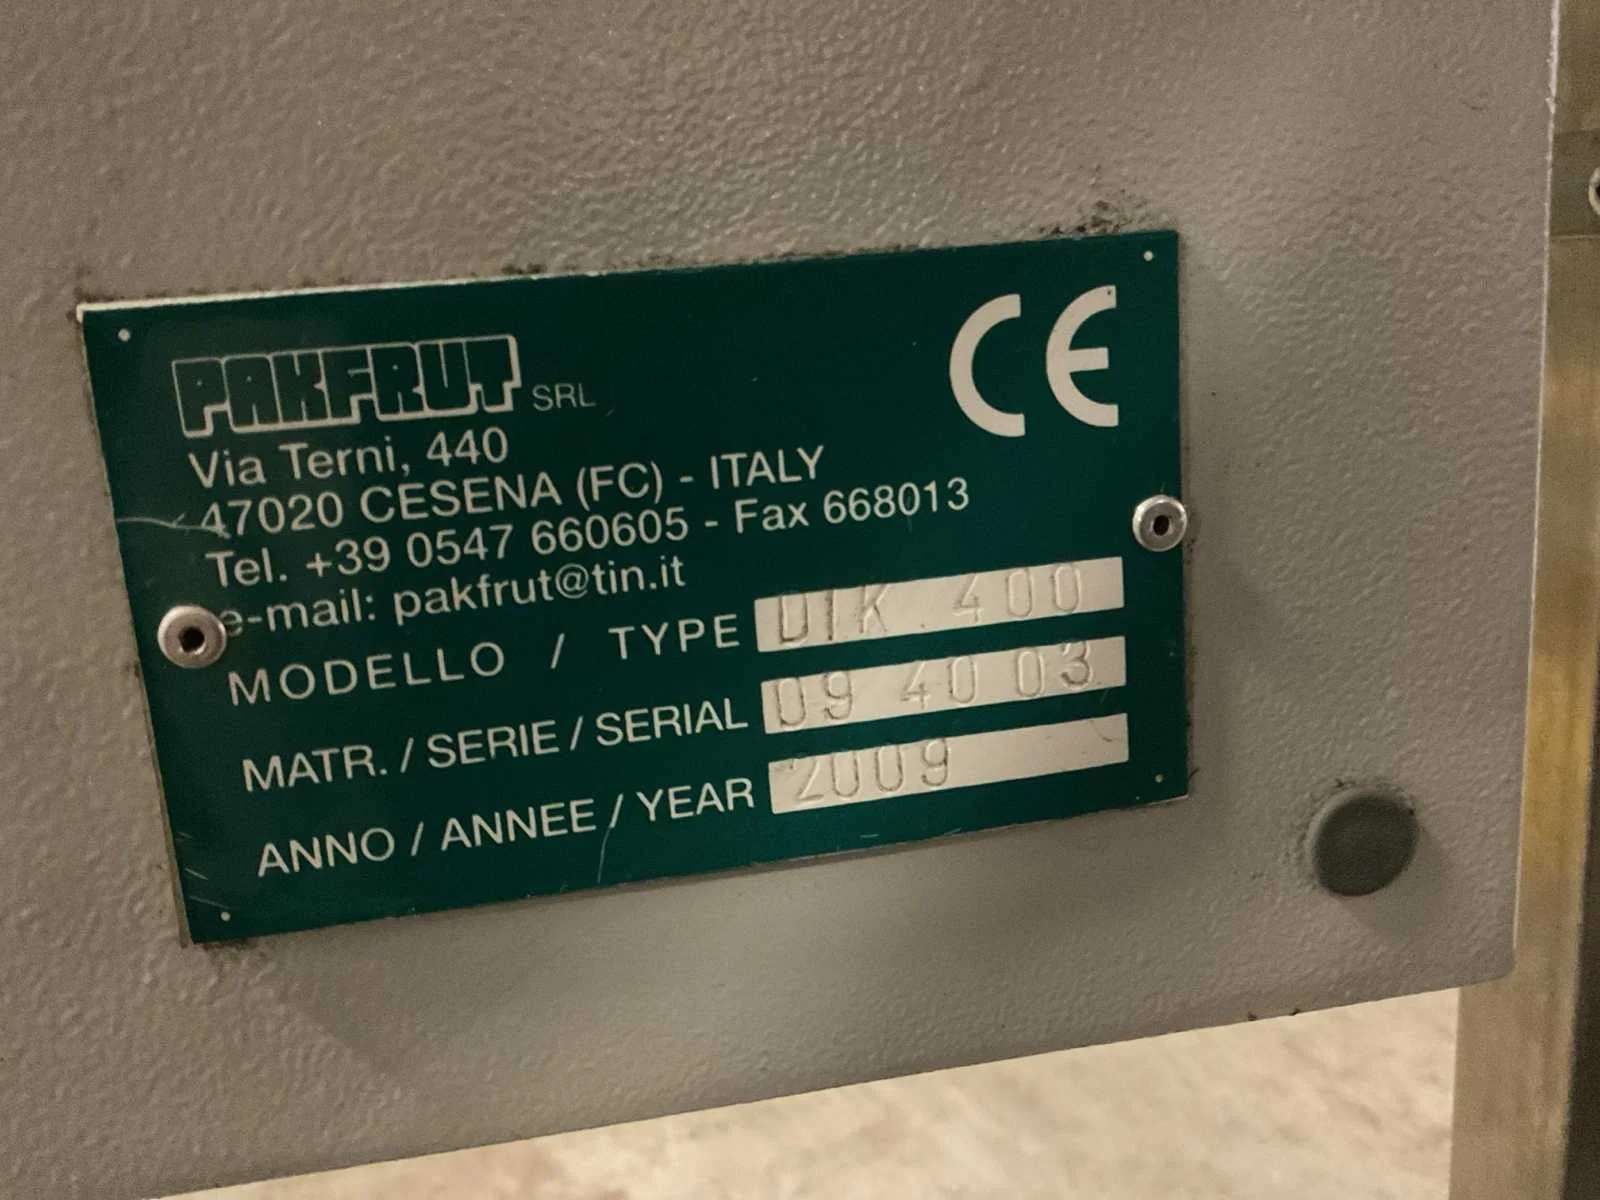 PAKFRUT SRL
CE
Via Terni, 440
47020 CESENA (FC) - ITALY
Tel. +39 0547 660605 - Fax 668013
e-mail: pakfrut@tin.it
MODELLO / TYPE DIK. 400
MATR. / SERIE / SERIAL 09 40 03
ANNO / ANNEE / YEAR 2009